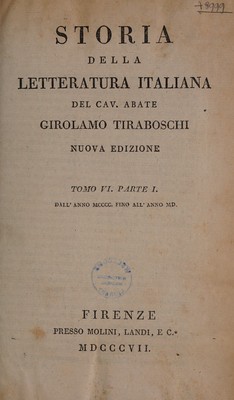 STORIA
DELLA
LETTERATURA ITALIANA
DEL CAV. ABATE
GIROLAMO TIRABOSCHI
NUOVA EDIZIONE
TOMO VI. PARTE I.
DALL' ANNO MCCCC. FINO ALL' ANNO MD.
FIRENZE
PRESSO MOLINI, LANDI, E C.°
MDCCCVII.